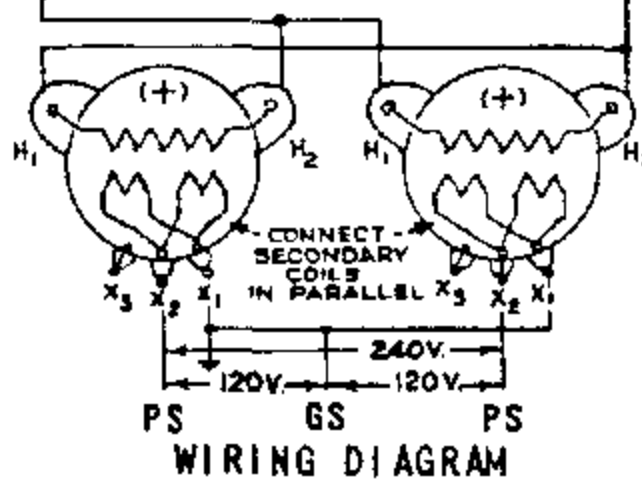 (+) (+)
H₁ H₂ H₁ H
CONNECT
SECONDARY
COILS
IN PARALLEL
X₃ X₂ X₁ X₃ X₂ X₁
240V.
120V. 120V.
PS GS PS
WIRING DIAGRAM